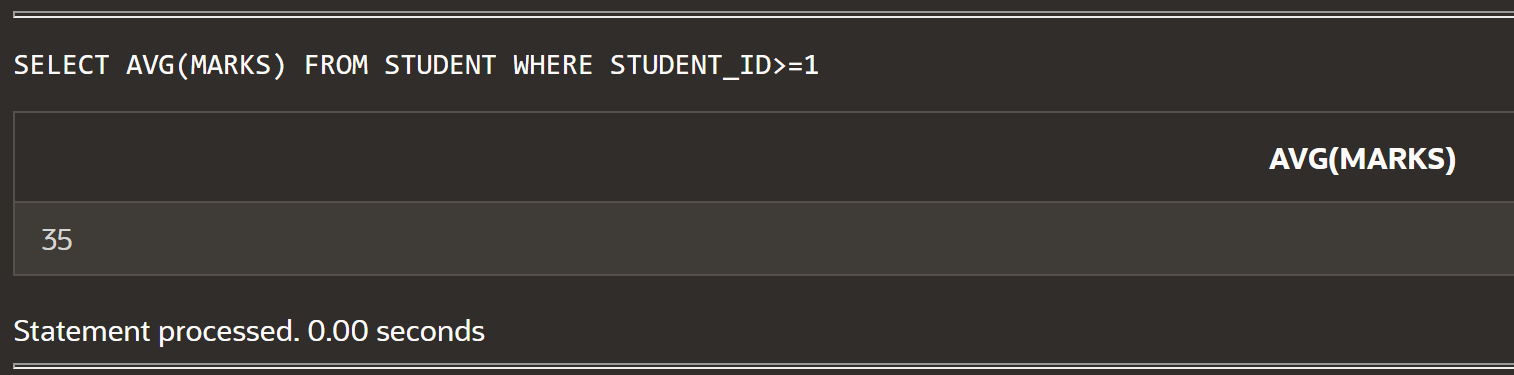 SELECT AVG(MARKS) FROM STUDENT WHERE STUDENT_ID>=1
AVG(MARKS)
35
Statement processed. 0.00 seconds